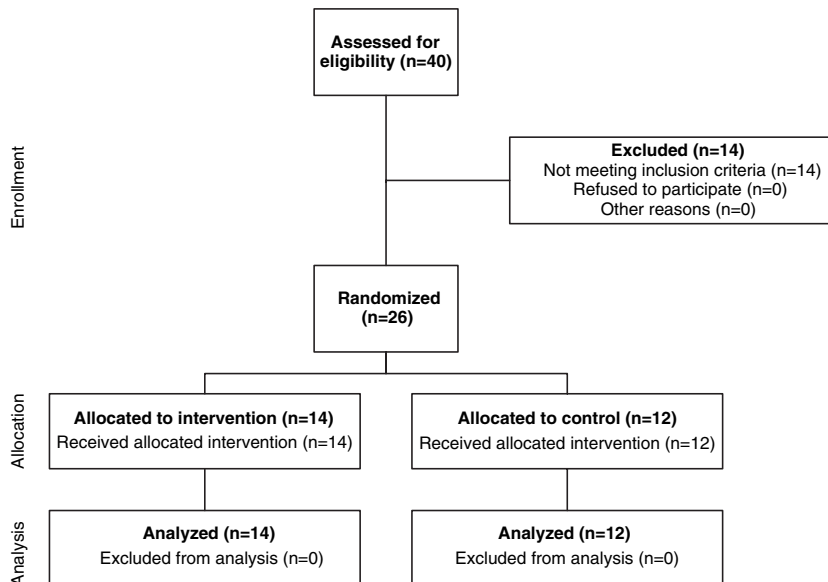 Assessed for
eligibility (n=40)
Enrollment
Excluded (n=14)
Not meeting inclusion criteria (n=14)
Refused to participate (n=0)
Other reasons (n=0)
Randomized
(n=26)
Allocation
Allocated to intervention (n=14)
Received allocated intervention (n=14)
Allocated to control (n=12)
Received allocated intervention (n=12)
Analysis
Analyzed (n=14)
Excluded from analysis (n=0)
Analyzed (n=12)
Excluded from analysis (n=0)